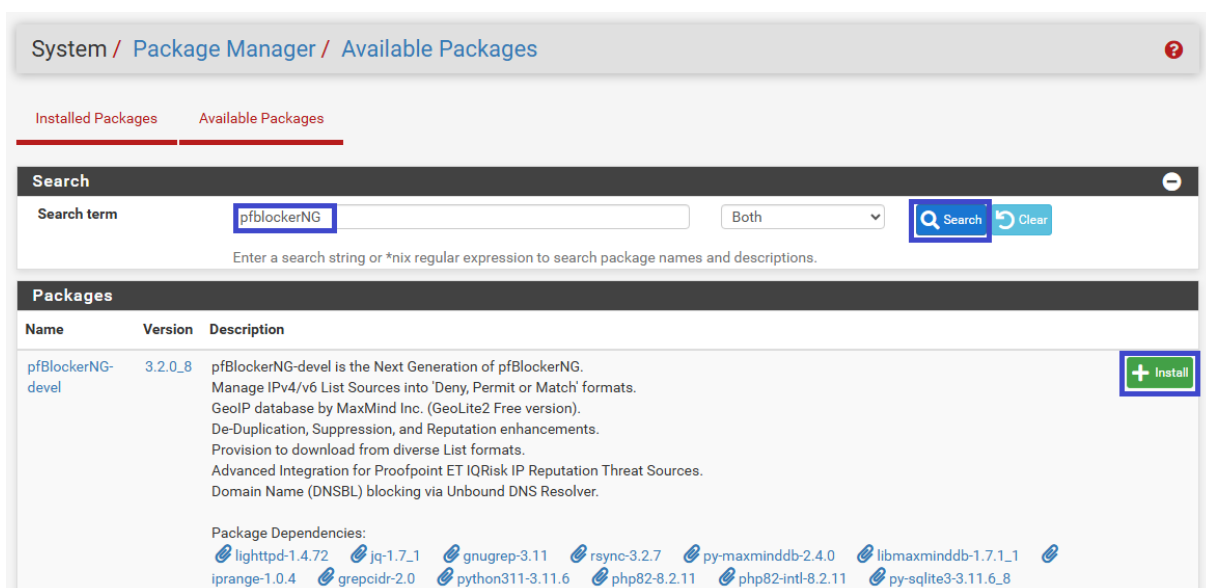 System / Package Manager / Available Packages
Installed Packages Available Packages
Search
Search term pfblockerNG Both Search Clear
Enter a search string or *nix regular expression to search package names and descriptions.
Packages
Name Version Description
pfBlockerNG- 3.2.0_8 pfBlockerNG-devel is the Next Generation of pfBlockerNG. Install
devel Manage IPv4/v6 List Sources into 'Deny, Permit or Match' formats.
GeoIP database by MaxMind Inc. (GeoLite2 Free version).
De-Duplication, Suppression, and Reputation enhancements.
Provision to download from diverse List formats.
Advanced Integration for Proofpoint ET IQRisk IP Reputation Threat Sources.
Domain Name (DNSBL) blocking via Unbound DNS Resolver.
Package Dependencies:
lighttpd-1.4.72 jq-1.7_1 gnugrep-3.11 rsync-3.2.7 py-maxminddb-2.4.0 libmaxminddb-1.7.1_1
iprange-1.0.4 grepcidr-2.0 python311-3.11.6 php82-8.2.11 php82-intl-8.2.11 py-sqlite3-3.11.6_8